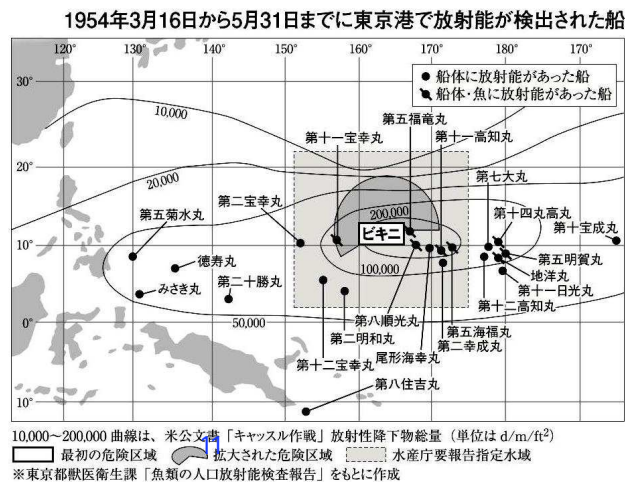 1954年3月16日から5月31日までに東京港で放射能が検出された船
120° 130° 140° 150° 160° 170° 180° 170°
30°
20°
10°
0°
10°
船体に放射能があった船
船体・魚に放射能があった船
10,000
20,000
200,000
100,000
50,000
第五福竜丸
第十一宝幸丸
第十一高知丸
第七大丸
第二宝幸丸
第十四丸高丸
第五菊水丸
第十宝成丸
ビキニ
徳寿丸
第五明賀丸
みさき丸
第二十勝丸
地洋丸
第十一日光丸
第八順光丸
第十二高知丸
第二明和丸
第五海福丸
尾形海幸丸
第二幸成丸
第十二宝幸丸
第八住吉丸
10,000〜200,000 曲線は、米公文書「キャッスル作戦」放射性降下物総量（単位は d/m/ft²）
最初の危険区域 拡大された危険区域 水産庁要報告指定水域
11
※東京都獣医衛生課「魚類の人口放射能検査報告」をもとに作成